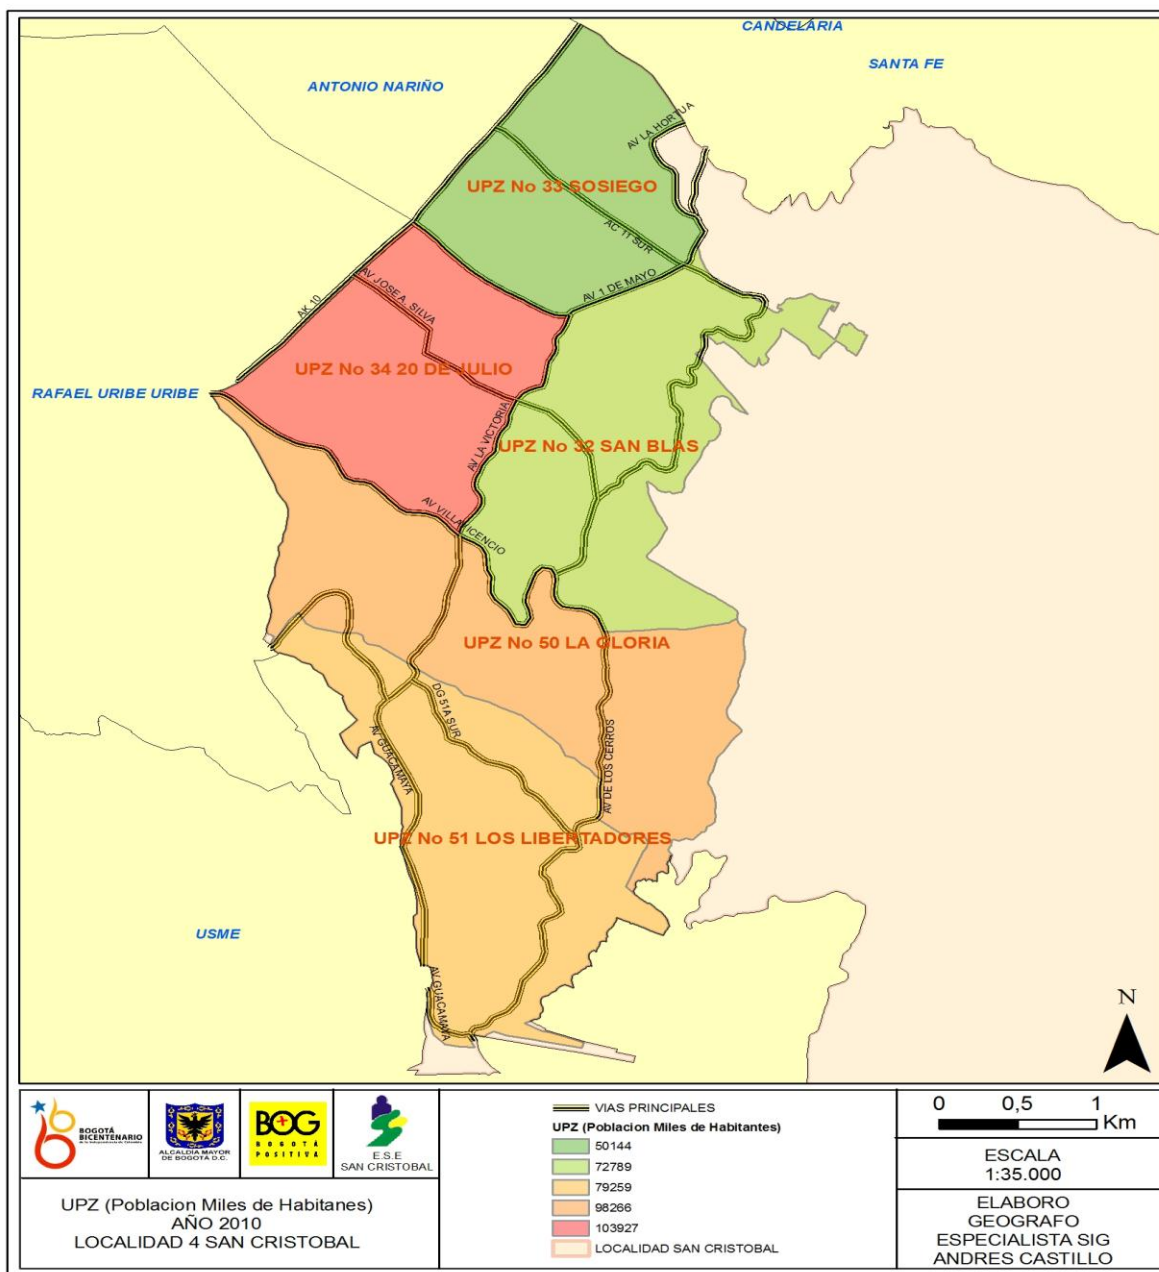 CANDELARIA
SANTA FE
ANTONIO NARIÑO
AV LA HORTUA
UPZ No 33 SOSIEGO
AC 11 SUR
AV 1 DE MAYO
AV JOSE A. SILVA
AK 10
UPZ No 34 20 DE JULIO
RAFAEL URIBE URIBE
AV LA VICTORIA
UPZ No 32 SAN BLAS
AV VILLAVICENCIO
UPZ No 50 LA GLORIA
DG 51A SUR
AV GUACAMAYA
AV DE LOS CERROS
UPZ No 51 LOS LIBERTADORES
USME
AV GUACAMAYA
N
BOGOTÁ
BICENTENARIO
ALCALDIA MAYOR
DE BOGOTÁ D.C.
BOG
BOGOTÁ
POSITIVA
E.S.E
SAN CRISTOBAL
UPZ (Poblacion Miles de Habitanes)
AÑO 2010
LOCALIDAD 4 SAN CRISTOBAL
VIAS PRINCIPALES
UPZ (Poblacion Miles de Habitantes)
50144
72789
79259
98266
103927
LOCALIDAD SAN CRISTOBAL
0 0,5 1
Km
ESCALA
1:35.000
ELABORO
GEOGRAFO
ESPECIALISTA SIG
ANDRES CASTILLO